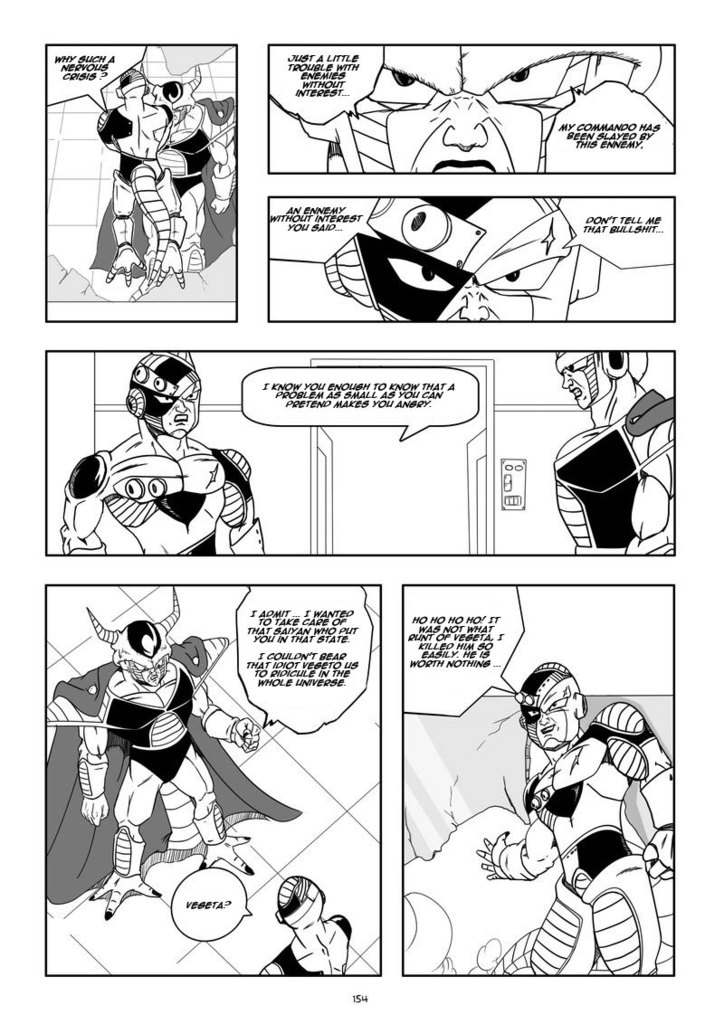 WHY SUCH A
NERVOUS
CRISIS ?
JUST A LITTLE
TROUBLE WITH
ENEMIES
WITHOUT
INTEREST...
MY COMMANDO HAS
BEEN SLAYED BY
THIS ENNEMY.
AN ENNEMY
WITHOUT INTEREST
YOU SAID...
DON'T TELL ME
THAT BULLSHIT...
I KNOW YOU ENOUGH TO KNOW THAT A
PROBLEM AS SMALL AS YOU CAN
PRETEND MAKES YOU ANGRY.
I ADMIT ... I WANTED
TO TAKE CARE OF
THAT SAIYAN WHO PUT
YOU IN THAT STATE.
I COULDN'T BEAR
THAT IDIOT VEGETO US
TO RIDICULE IN THE
WHOLE UNIVERSE.
VEGETA?
HO HO HO HO! IT
WAS NOT WHAT
RUNT OF VEGETA, I
KILLED HIM SO
EASILY. HE IS
WORTH NOTHING ...
154